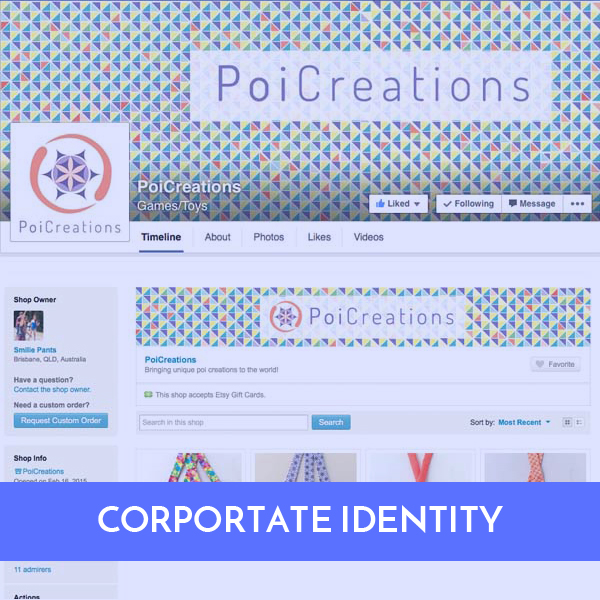 PoiCreations
PoiCreations
PoiCreations
Games/Toys
Liked
Following
Message
Timeline
About
Photos
Likes
Videos
Shop Owner
Smilie Pants
Brisbane, QLD, Australia
Have a question?
Contact the shop owner.
Need a custom order?
Request Custom Order
PoiCreations
PoiCreations
Bringing unique poi creations to the world!
Favorite
This shop accepts Etsy Gift Cards.
Search in this shop
Search
Sort by: Most Recent
Shop Info
PoiCreations
Opened on Feb 16, 2015
CORPORTATE IDENTITY
11 admirers
Actions